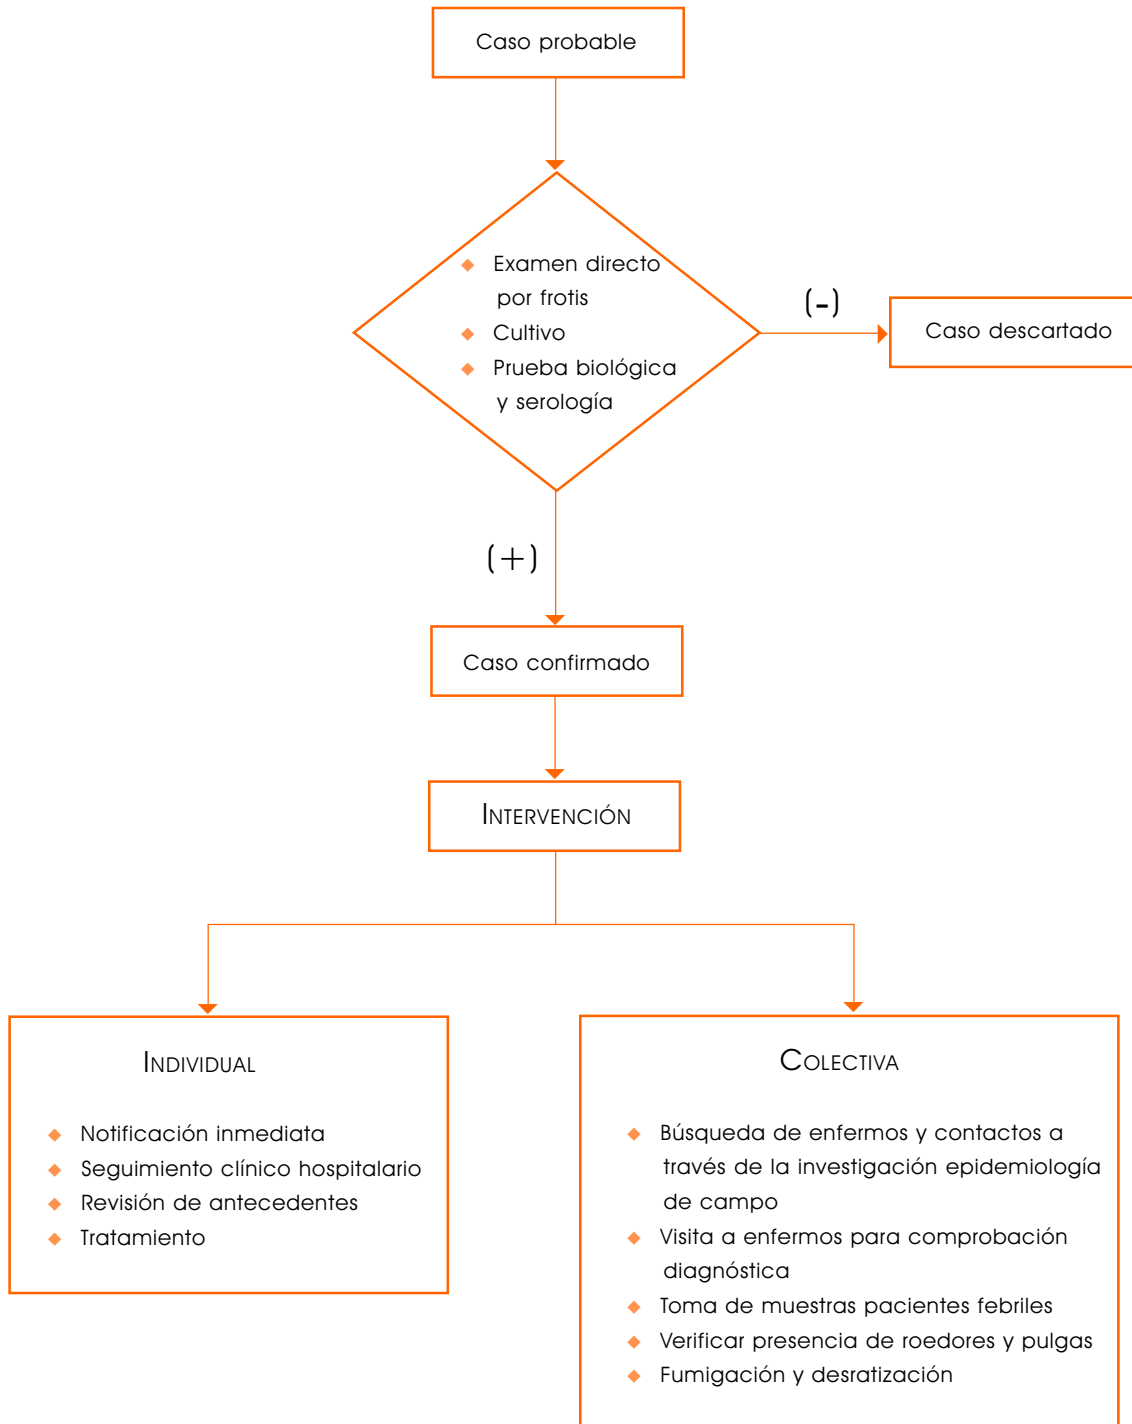 Caso probable
◆ Examen directo
por frotis
◆ Cultivo
◆ Prueba biológica
y serología
(-)
Caso descartado
(+)
Caso confirmado
INTERVENCIÓN
INDIVIDUAL
◆ Notificación inmediata
◆ Seguimiento clínico hospitalario
◆ Revisión de antecedentes
◆ Tratamiento
COLECTIVA
◆ Búsqueda de enfermos y contactos a
través de la investigación epidemiología
de campo
◆ Visita a enfermos para comprobación
diagnóstica
◆ Toma de muestras pacientes febriles
◆ Verificar presencia de roedores y pulgas
◆ Fumigación y desratización